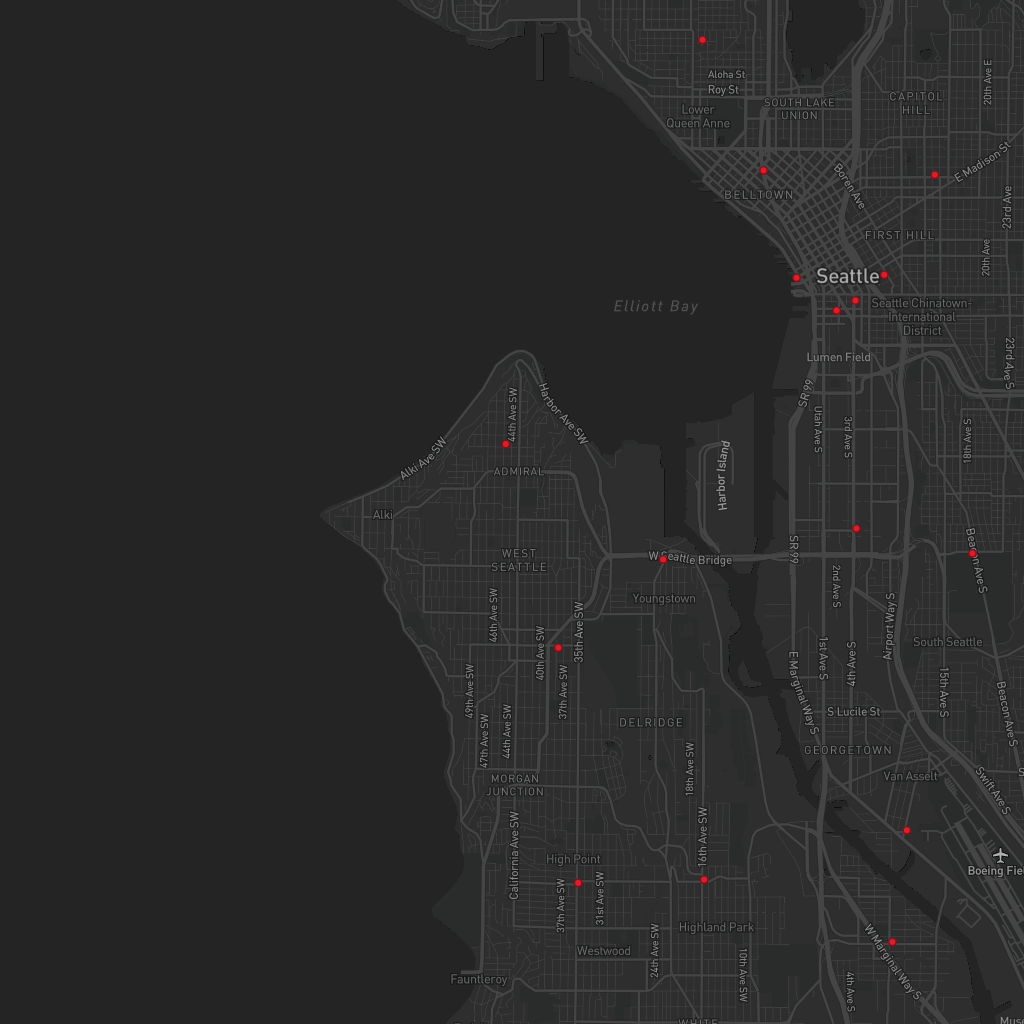 Aloha St
Roy St
20th Ave E
CAPITOL
HILL
SOUTH LAKE
UNION
Lower
Queen Anne
E Madison St
Boren Ave
BELLTOWN
23rd Ave
FIRST HILL
20th Ave
Seattle
Elliott Bay
Seattle Chinatown-
International
District
Lumen Field
23rd Ave S
SR 99
44th Ave SW
Harbor Ave SW
Utah Ave S
3rd Ave S
18th Ave S
Alki Ave SW
ADMIRAL
Harbor Island
Alki
WEST
SEATTLE
SR 99
W Seattle Bridge
Beacon Ave S
2nd Ave S
Youngstown
46th Ave SW
35th Ave SW
Airport Way S
40th Ave SW
1st Ave S
4th Ave S
South Seattle
49th Ave SW
37th Ave SW
E Marginal Way S
15th Ave S
Beacon Ave S
47th Ave SW
44th Ave SW
DELRIDGE
S Lucile St
GEORGETOWN
18th Ave SW
MORGAN
JUNCTION
Van Asselt
Swift Ave S
S
California Ave SW
16th Ave SW
High Point
Boeing Fie
37th Ave SW
31st Ave SW
Highland Park
W Marginal Way S
24th Ave SW
Westwood
10th Ave SW
Fauntleroy
4th Ave S
WHITE
Muse